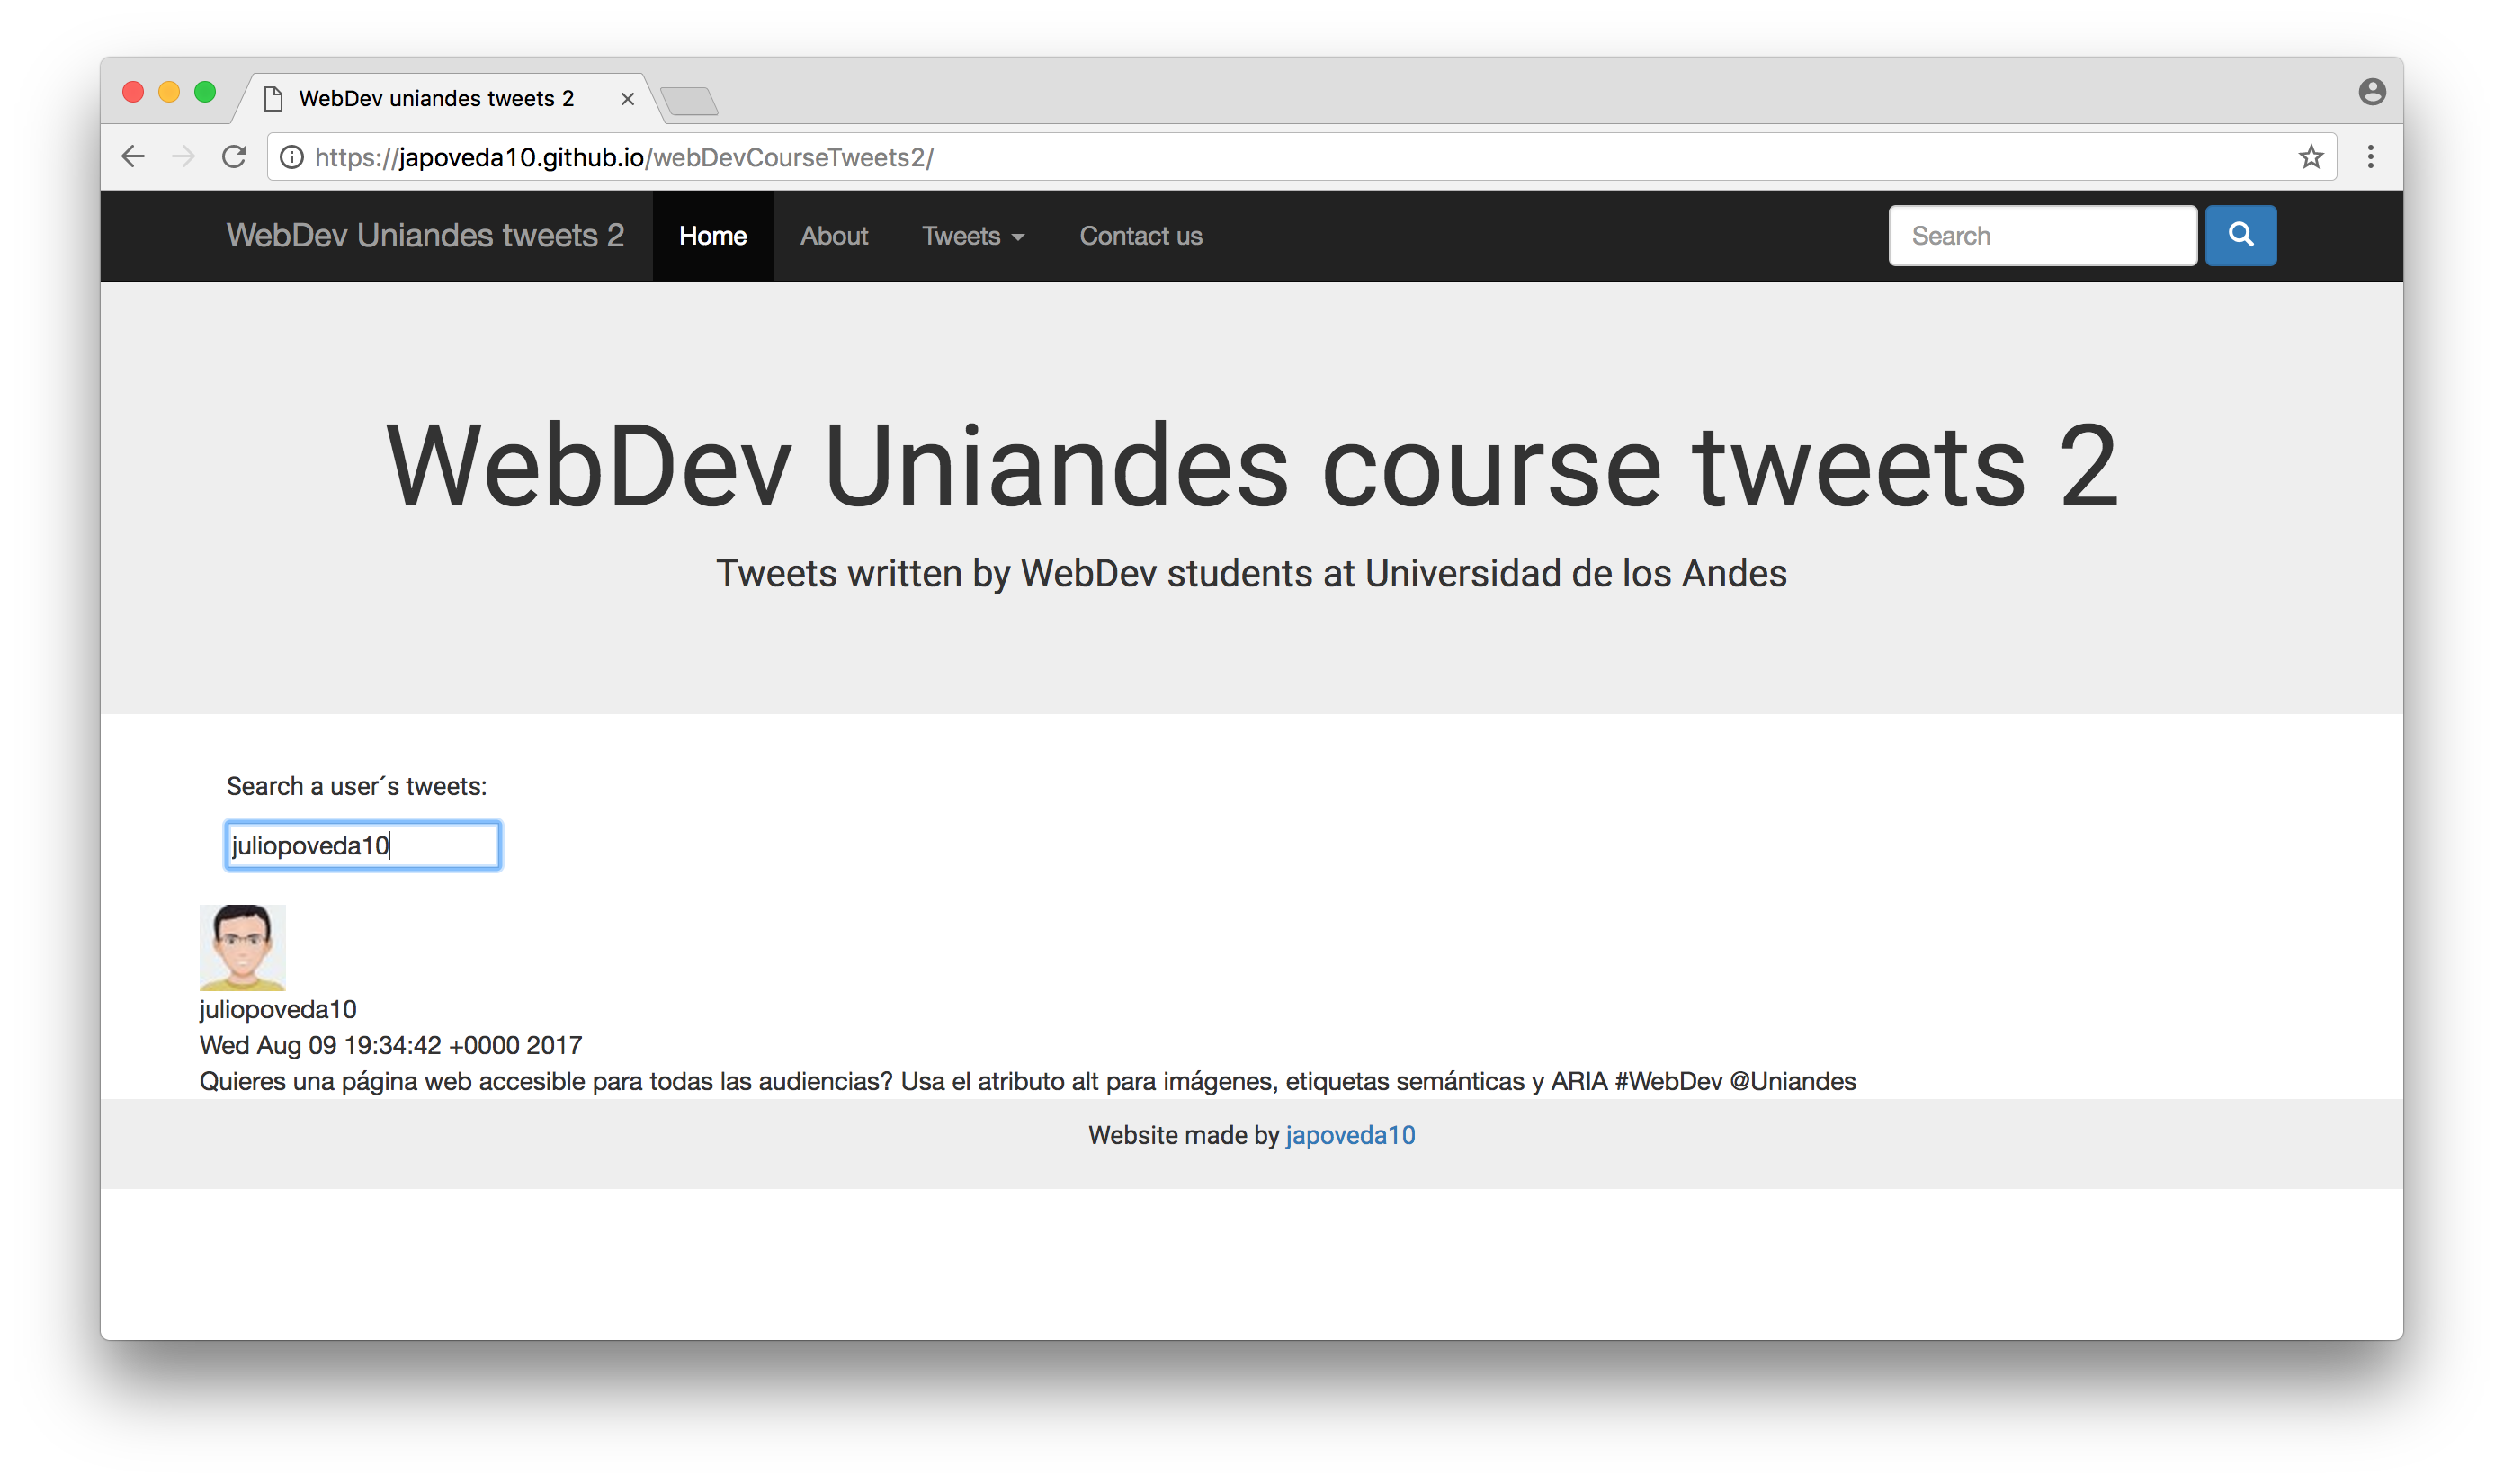 WebDev uniandes tweets 2
https://japoveda10.github.io/webDevCourseTweets2/
WebDev Uniandes tweets 2 Home About Tweets Contact us Search
WebDev Uniandes course tweets 2
Tweets written by WebDev students at Universidad de los Andes
Search a user´s tweets:
juliopoveda10
juliopoveda10
Wed Aug 09 19:34:42 +0000 2017
Quieres una página web accesible para todas las audiencias? Usa el atributo alt para imágenes, etiquetas semánticas y ARIA #WebDev @Uniandes
Website made by japoveda10